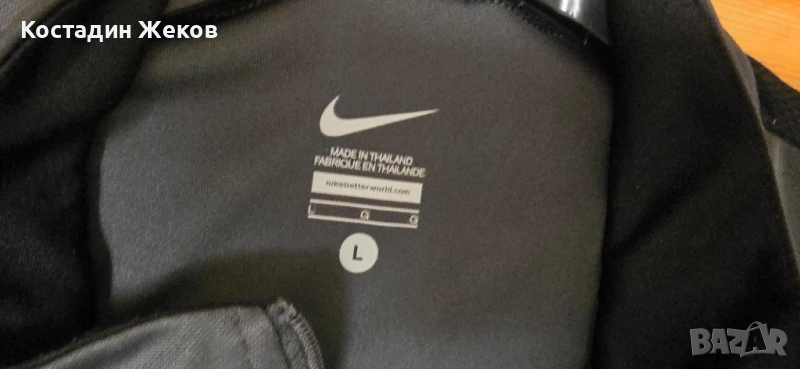 Костадин Жеков
MADE IN THAILAND
FABRIQUE EN THAILANDE
nikebetterworld.com
L G G
L
BAZAR